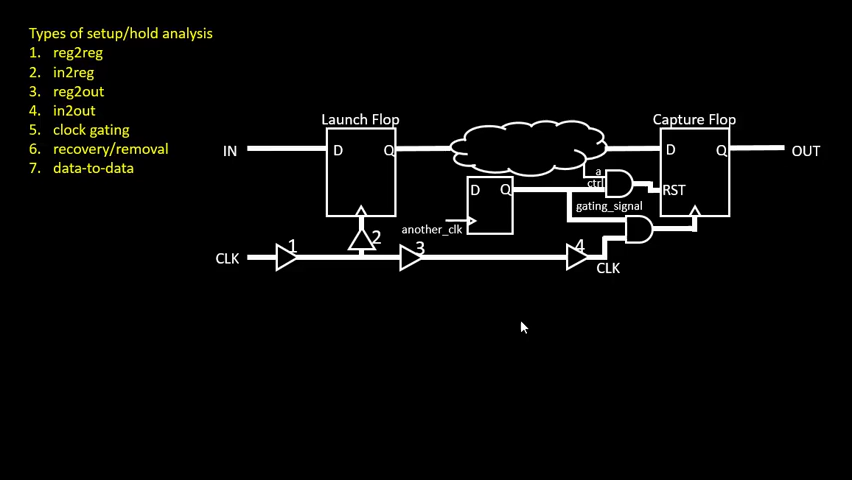 Types of setup/hold analysis
1. reg2reg
2. in2reg
3. reg2out
4. in2out
5. clock gating
6. recovery/removal
7. data-to-data
Launch Flop
Capture Flop
IN
D
Q
D
Q
OUT
a
ctrl
D
Q
RST
gating_signal
another_clk
2
1
3
4
CLK
CLK